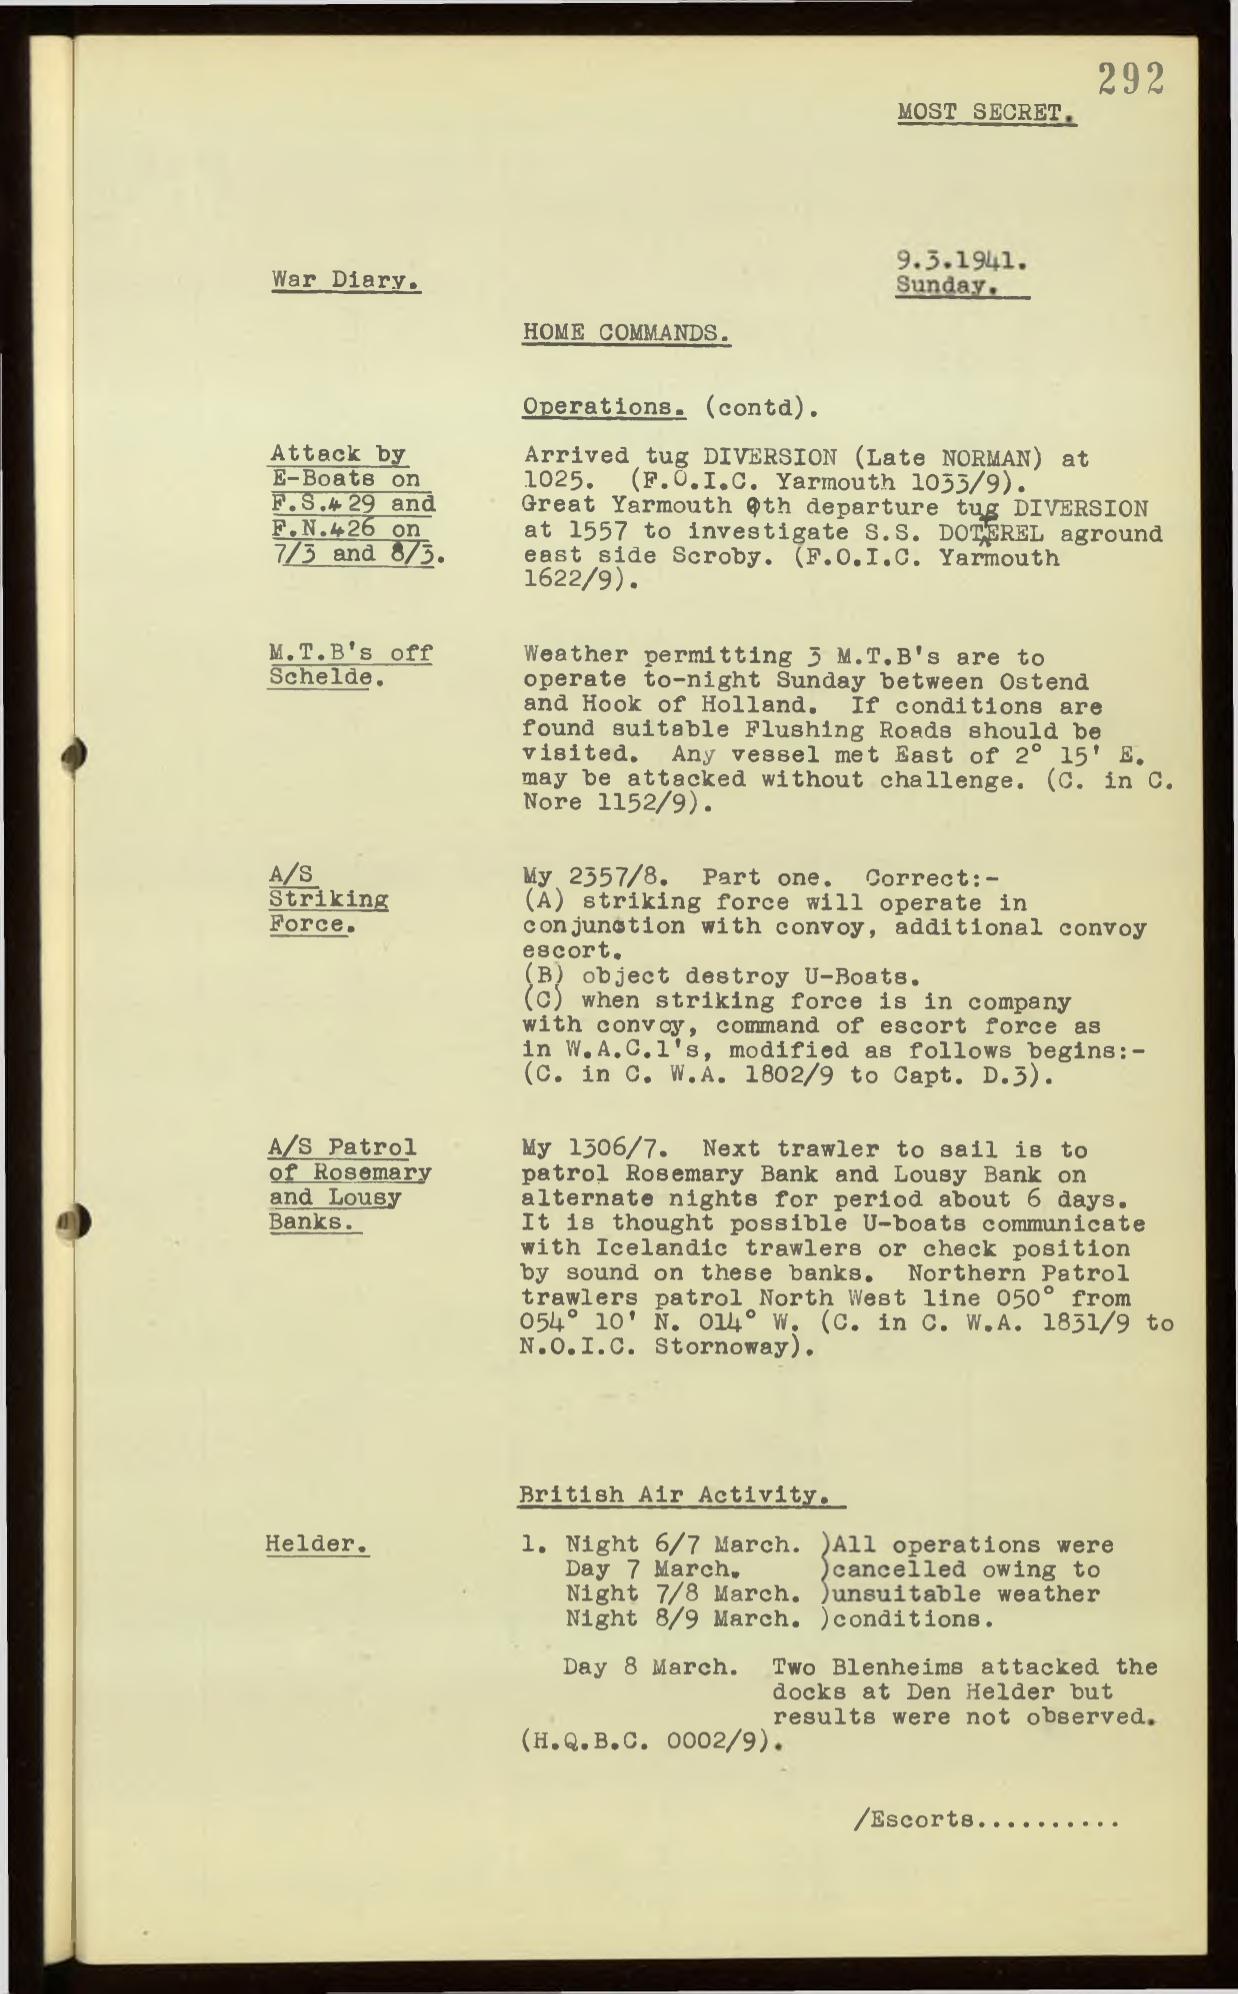 292
MOST SECRET.
9.3.1941.
War Diary.
Sunday.
HOME COMMANDS.
Operations. (contd).
Attack by
E-Boats on
F.S.429 and
F.N.426 on
7/3 and 8/3.
Arrived tug DIVERSION (Late NORMAN) at
1025. (F.O.I.C. Yarmouth 1033/9).
Great Yarmouth 9th departure tug DIVERSION
at 1557 to investigate S.S. DOTEREL aground
east side Scroby. (F.O.I.C. Yarmouth
1622/9).
M.T.B's off
Schelde.
Weather permitting 3 M.T.B's are to
operate to-night Sunday between Ostend
and Hook of Holland. If conditions are
found suitable Flushing Roads should be
visited. Any vessel met East of 2° 15' E.
may be attacked without challenge. (C. in C.
Nore 1152/9).
A/S
Striking
Force.
My 2357/8. Part one. Correct:-
(A) striking force will operate in
conjunction with convoy, additional convoy
escort.
(B) object destroy U-Boats.
(C) when striking force is in company
with convoy, command of escort force as
in W.A.C.1's, modified as follows begins:-
(C. in C. W.A. 1802/9 to Capt. D.3).
A/S Patrol
of Rosemary
and Lousy
Banks.
My 1306/7. Next trawler to sail is to
patrol Rosemary Bank and Lousy Bank on
alternate nights for period about 6 days.
It is thought possible U-boats communicate
with Icelandic trawlers or check position
by sound on these banks. Northern Patrol
trawlers patrol North West line 050° from
054° 10' N. 014° W. (C. in C. W.A. 1831/9 to
N.O.I.C. Stornoway).
British Air Activity.
Helder.
1. Night 6/7 March. )All operations were
Day 7 March. )cancelled owing to
Night 7/8 March. )unsuitable weather
Night 8/9 March. )conditions.
Day 8 March. Two Blenheims attacked the
docks at Den Helder but
results were not observed.
(H.Q.B.C. 0002/9).
/Escorts..........